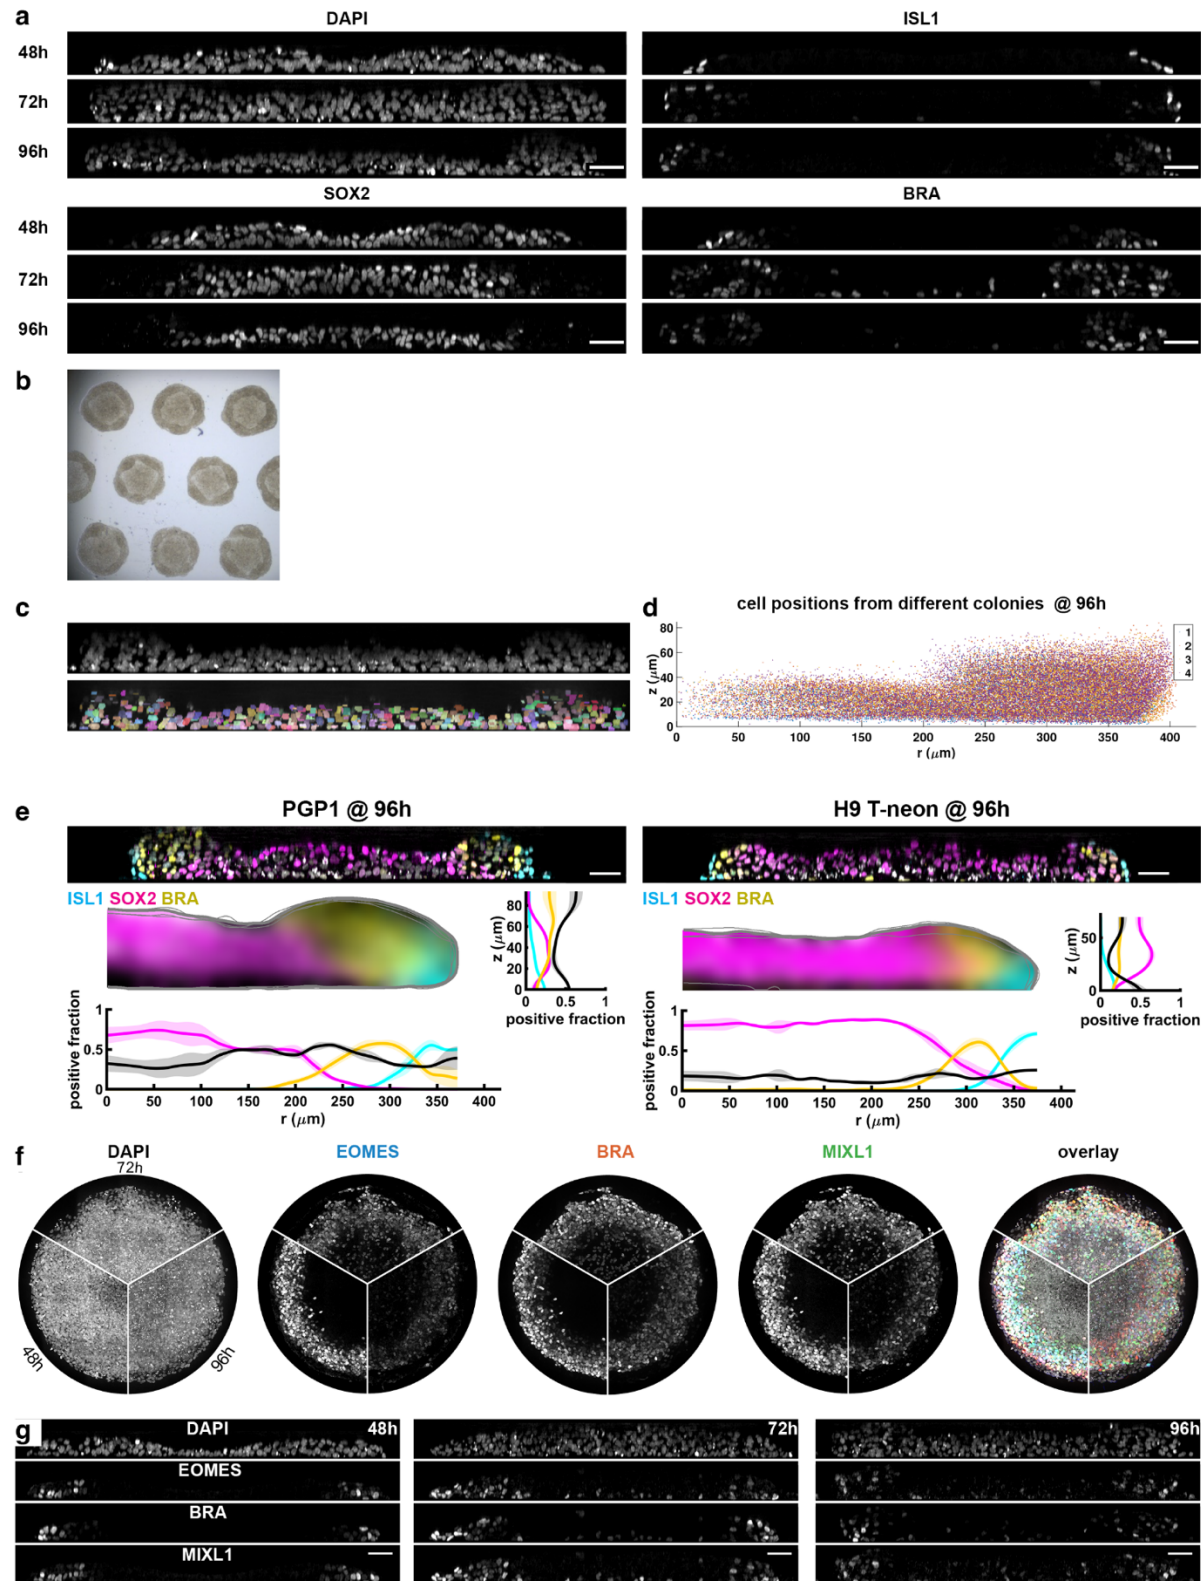 a
DAPI
ISL1
48h
72h
96h
SOX2
BRA
48h
72h
96h
b
c
d
cell positions from different colonies @ 96h
80
60
40
20
0
z (μm)
1
2
3
4
0 50 100 150 200 250 300 350 400
r (μm)
e
PGP1 @ 96h
H9 T-neon @ 96h
ISL1 SOX2 BRA
80
60
40
20
0
z (μm)
0 0.5 1
positive fraction
1
0.5
0
positive fraction
0 50 100 150 200 250 300 350 400
r (μm)
ISL1 SOX2 BRA
50
0
z (μm)
0 0.5 1
positive fraction
1
0.5
0
positive fraction
0 50 100 150 200 250 300 350 400
r (μm)
f
DAPI
EOMES
BRA
MIXL1
overlay
72h
48h
96h
g
DAPI 48h
72h
96h
EOMES
BRA
MIXL1